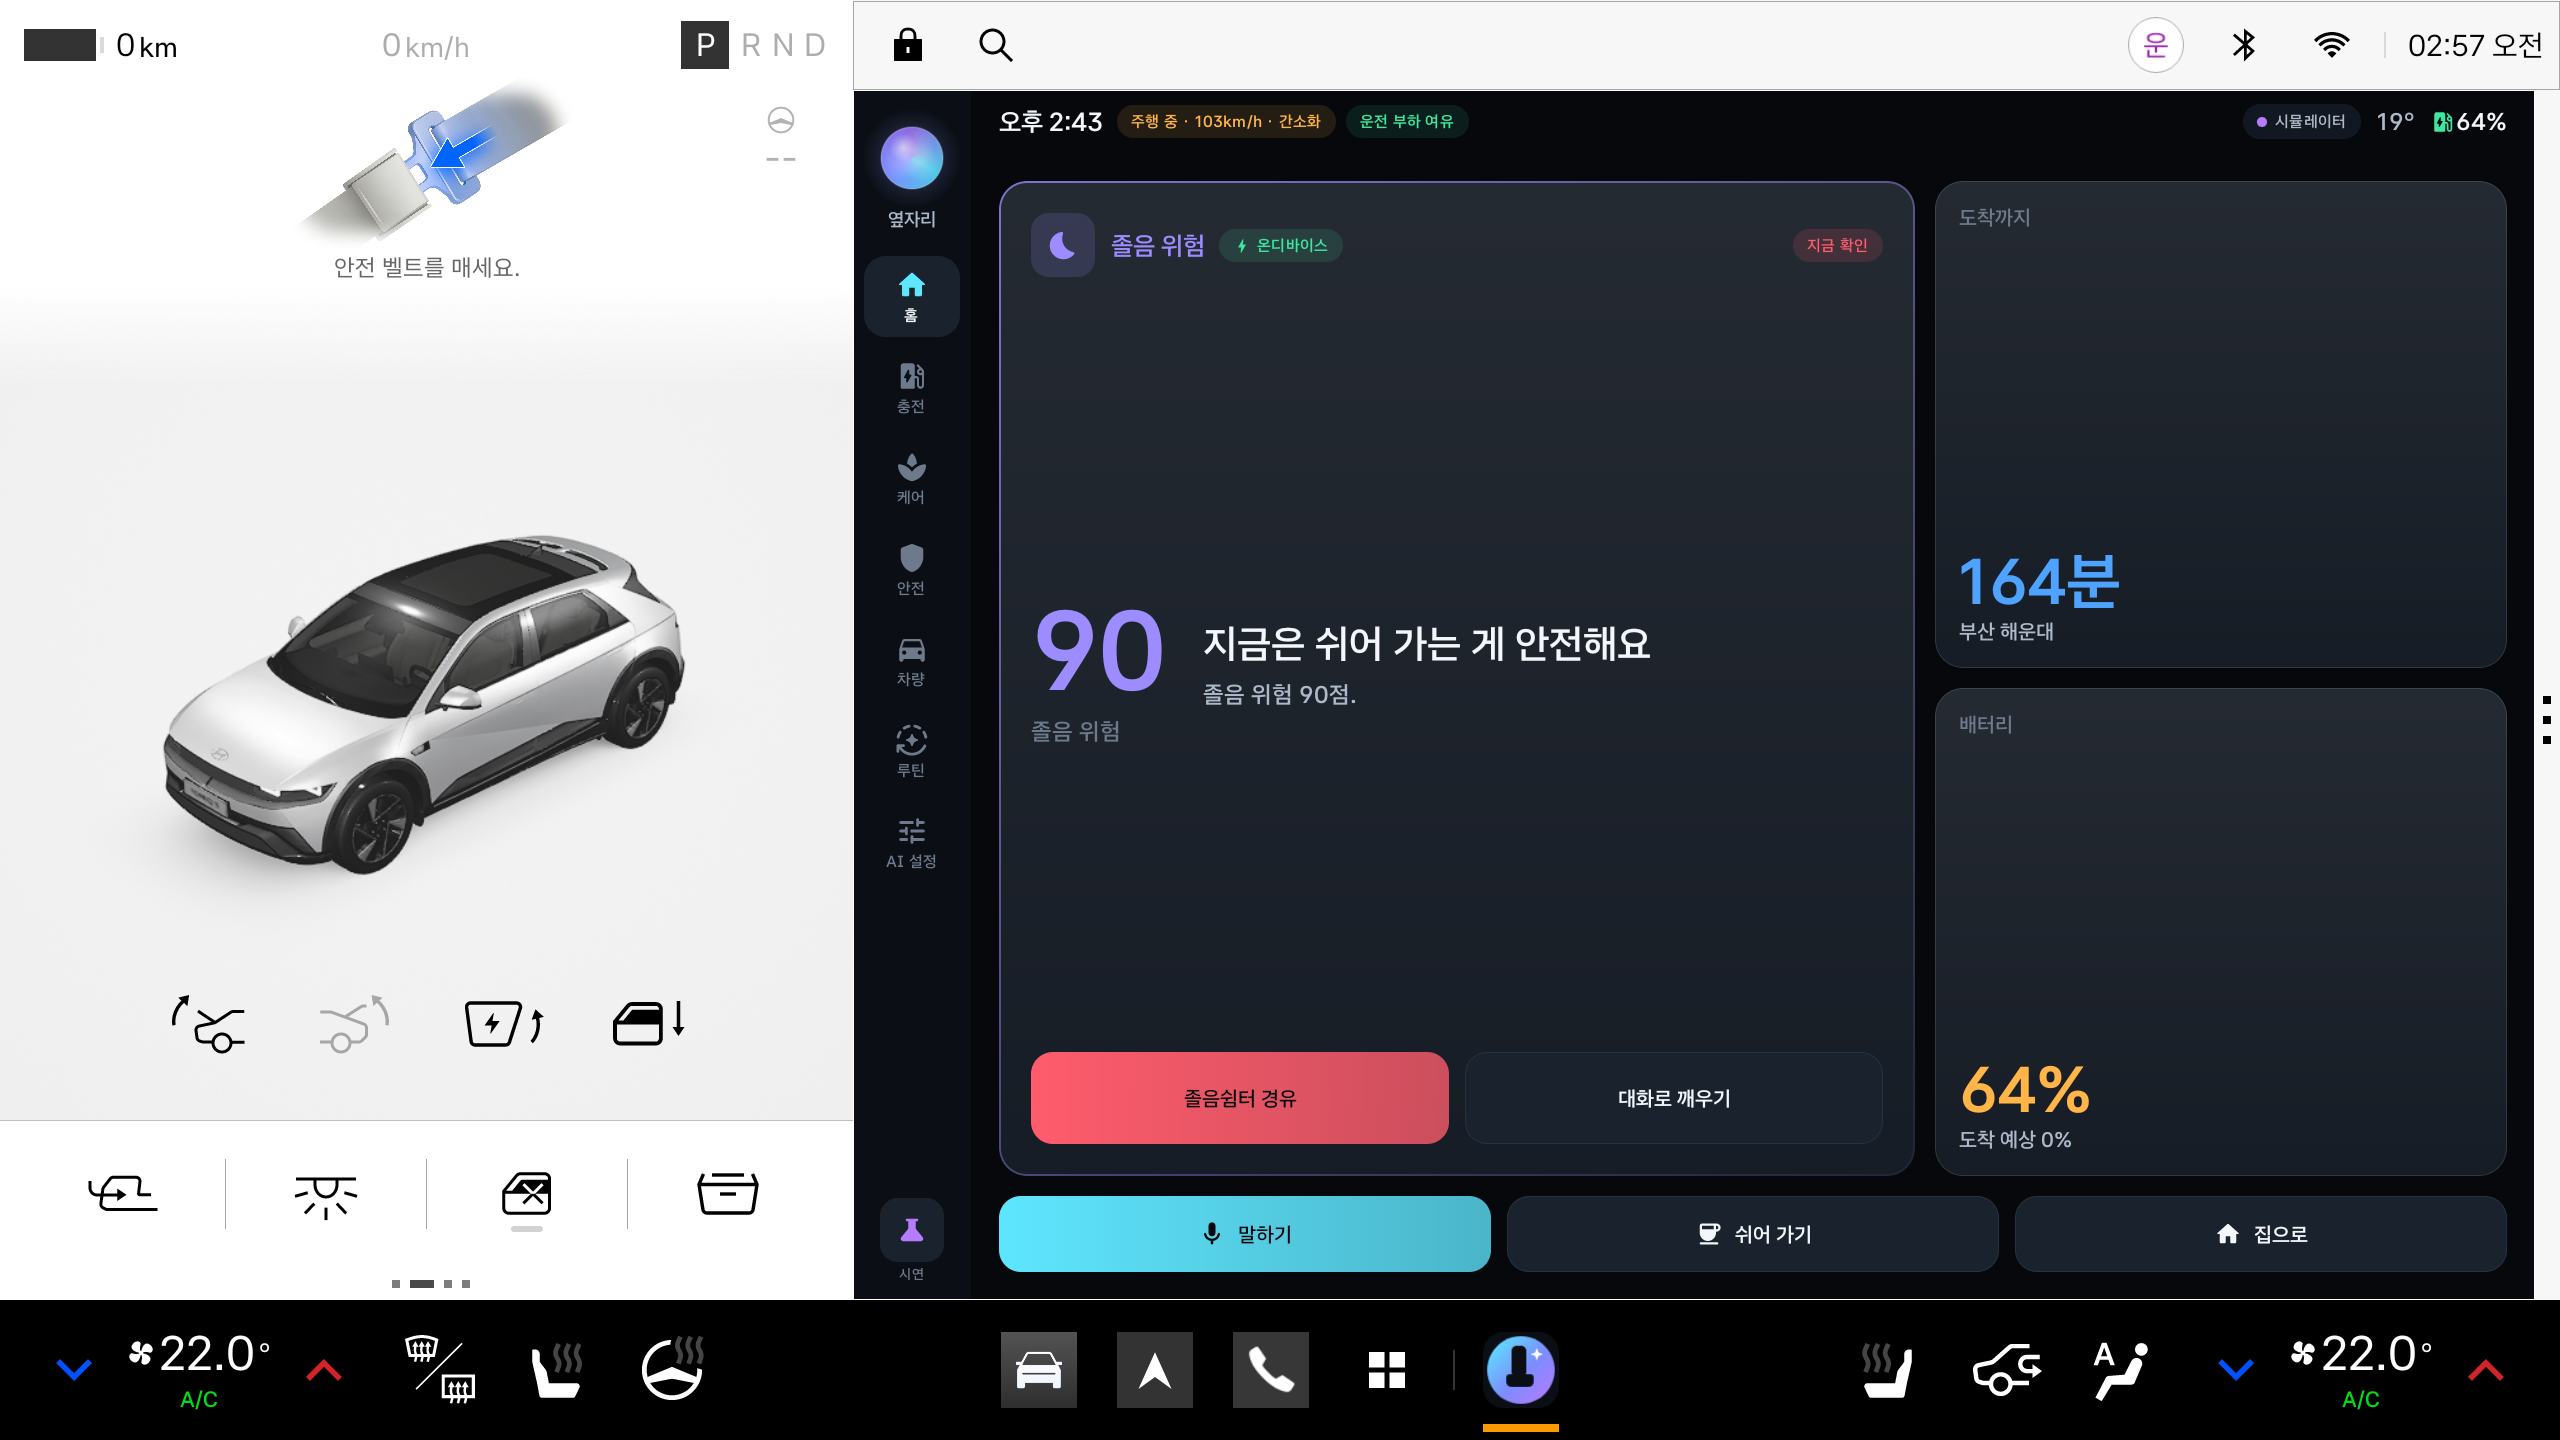 0 km
0 km/h
P R N D
안전 벨트를 매세요.
운
02:57 오전
옆자리
홈
충전
케어
안전
차량
루틴
AI 설정
시연
오후 2:43
주행 중 · 103km/h · 간소화
운전 부하 여유
시뮬레이터
19°
64%
졸음 위험
온디바이스
지금 확인
90
졸음 위험
지금은 쉬어 가는 게 안전해요
졸음 위험 90점.
졸음쉼터 경유
대화로 깨우기
도착까지
164분
부산 해운대
배터리
64%
도착 예상 0%
말하기
쉬어 가기
집으로
22.0°
A/C
A
22.0°
A/C